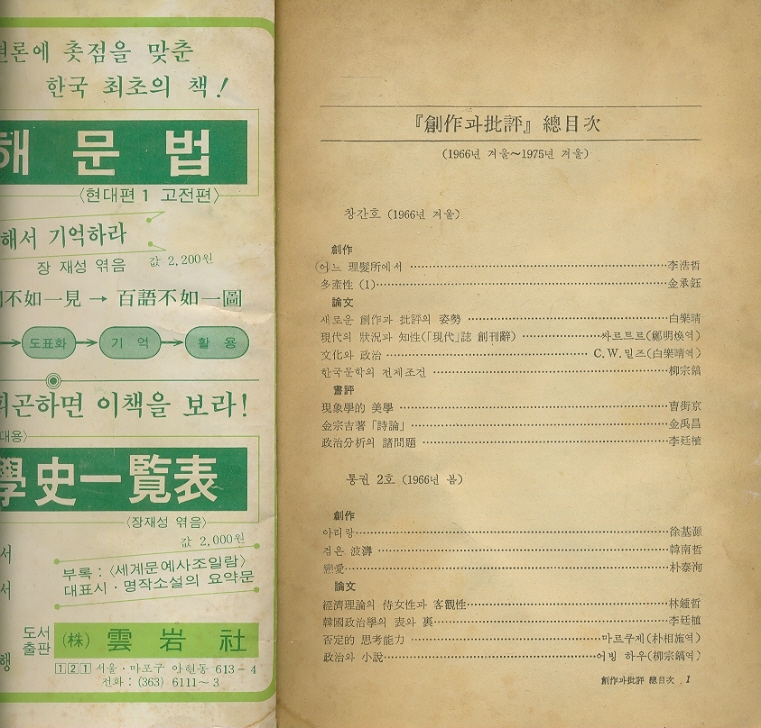 현론에 촛점을 맞춘
한국 최초의 책!
해 문 법
〈현대편 1 고전편〉
해서 기억하라
장 재성 엮음 값 2,200원
不如一見 → 百語不如一圖
도표화 → 기 억 → 활 용
피곤하면 이책을 보라!
대용〉
學史一覽表
〈장재성 엮음〉
값 2,000원
서
부록 : 〈세계문예사조일람〉
서
대표시·명작소설의 요약문
도서
출판
(株) 雲岩社
행
121 서울·마포구 아현동 613-4
전화 : (363) 6111~3
『創作과批評』 總目次
(1966년 겨울~1975년 겨울)
창간호 (1966년 겨울)
創作
어느 理髮所에서 李浩哲
多產性 (1) 金承鈺
論文
새로운 創作과 批評의 姿勢 白樂晴
現代의 狀況과 知性(「現代」誌 創刊辭) 싸르트르(鄭明煥역)
文化와 政治 C.W. 밀즈(白樂晴역)
한국문학의 전제조건 柳宗鎬
書評
現象學的 美學 曺街京
金宗吉著「詩論」 金禹昌
政治分析의 諸問題 李廷植
통권 2호 (1966년 봄)
創作
아리랑 徐基源
검은 波濤 韓南哲
戀愛 朴泰洵
論文
經濟理論의 侍女性과 客觀性 林鍾哲
韓國政治學의 表와 裏 李廷植
否定的 思考能力 마르쿠제(朴相施역)
政治와 小說 어빙 하우(柳宗鎬역)
創作과批評 總目次 1